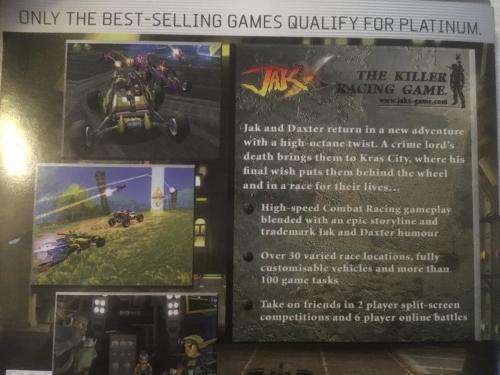 ONLY THE BEST-SELLING GAMES QUALIFY FOR PLATINUM.
JAK X
THE KILLER
RACING GAME.
www.jakx-game.com
Jak and Daxter return in a new adventure
with a high-octane twist. A crime lord's
death brings them to Kras City, where his
final wish puts them behind the wheel
and in a race for their lives...
High-speed Combat Racing gameplay
blended with an epic storyline and
trademark Jak and Daxter humour
Over 30 varied race locations, fully
customisable vehicles and more than
100 game tasks
Take on friends in 2 player split-screen
competitions and 6 player online battles